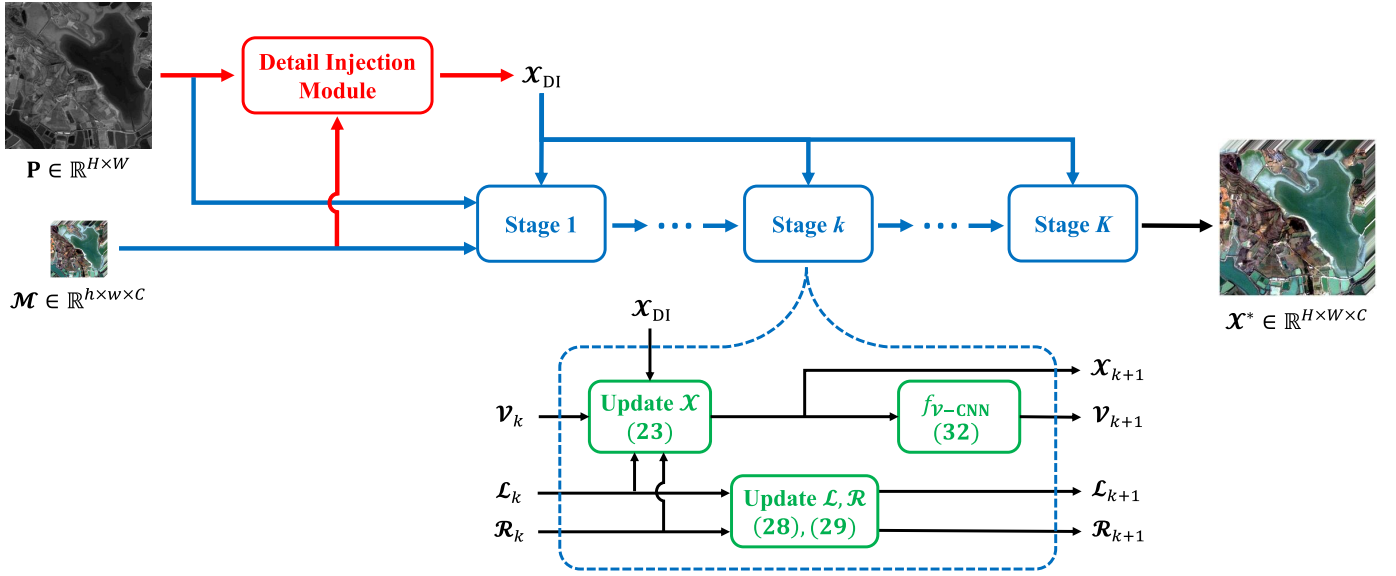 Detail Injection
Module
𝓧_DI
𝐏 ∈ ℝ^{H×W}
Stage 1
Stage k
Stage K
𝓜 ∈ ℝ^{h×w×C}
𝓧* ∈ ℝ^{H×W×C}
𝓧_DI
𝓧_{k+1}
𝓥_k
Update 𝓧
(23)
f_{𝓥−CNN}
(32)
𝓥_{k+1}
𝓛_k
Update 𝓛, 𝓡
(28), (29)
𝓛_{k+1}
𝓡_k
𝓡_{k+1}